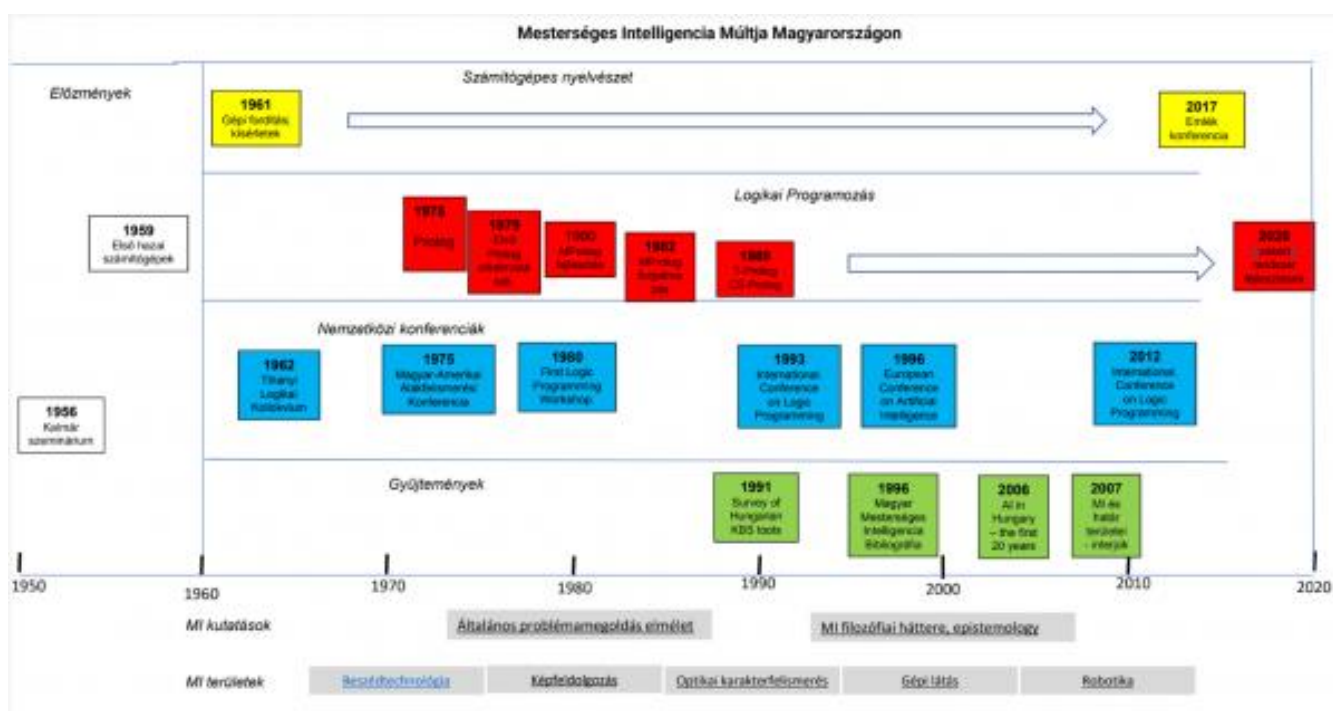 Mesterséges Intelligencia Múltja Magyarországon
Számítógépes nyelvészet
Előzmények
1961
Gépi fordítás
kísérletek
2017
Emlék
konferencia
Logikai Programozás
1959
Első hazai
számítógépek
1975
Prolog
1979
Első
Prolog
1980
MProlog
MProlog
T-Prolog
CS-Prolog
2020
Nemzetközi konferenciák
1962
Tihanyi
Logikai
1975
Magyar-Amerikai
Alakfelismerési
Konferencia
1980
First Logic
Programming
Workshop
1993
International
Conference
on Logic
Programming
1996
European
Conference
on Artificial
Intelligence
2012
International
Conference
on Logic
Programming
1956
Kalmár
szeminárium
Gyűjtemények
1991
Survey of
Hungarian
KBS tools
1996
Magyar
Mesterséges
Intelligencia
Bibliográfia
2006
AI in
Hungary
– the first
20 years
2007
MI és
határ
területei
- interjúk
1950
1960
1970
1980
1990
2000
2010
2020
MI kutatások
Általános problémamegoldás elmélet
MI filozófiai háttere, epistemology
MI területek
Beszédtechnológia
Képfeldolgozás
Optikai karakterfelismerés
Gépi látás
Robotika